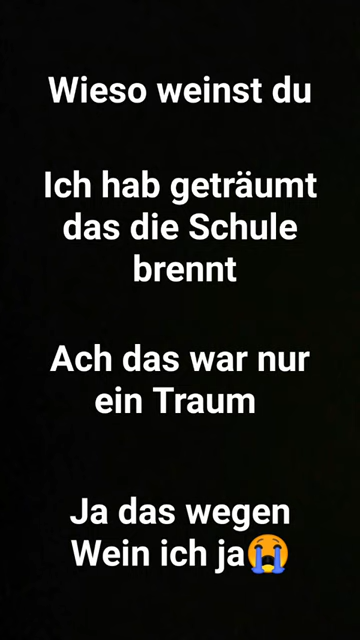 Wieso weinst du
Ich hab geträumt
das die Schule
brennt
Ach das war nur
ein Traum
Ja das wegen
Wein ich ja😭